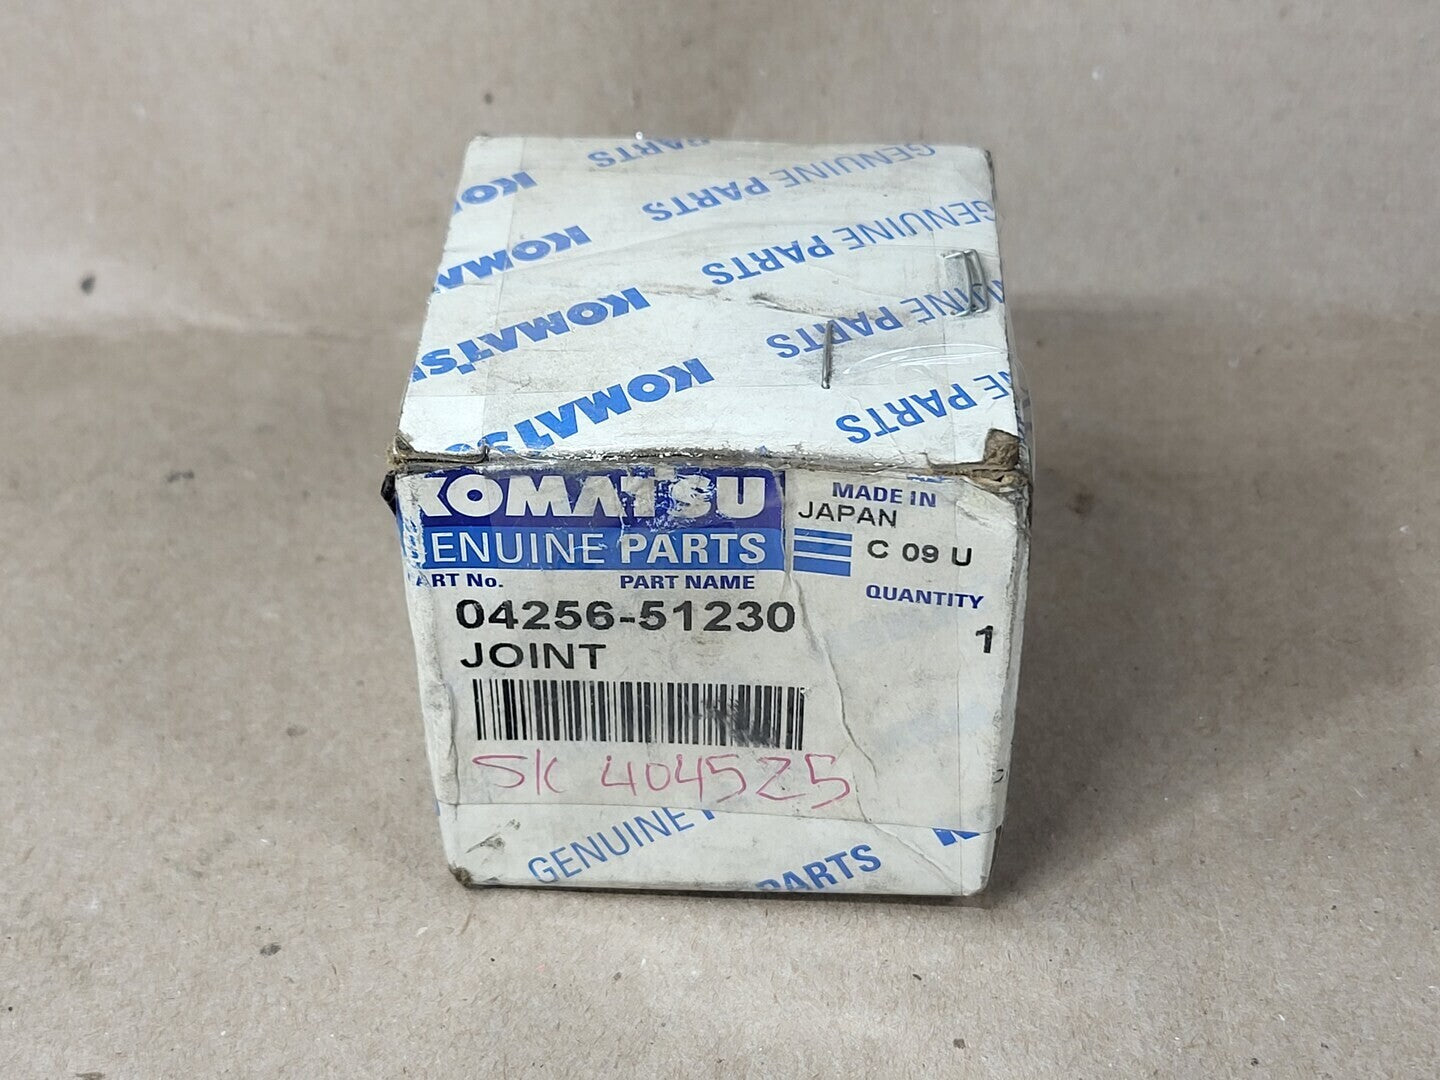 PARTS
GENUINE PARTS
GENUINE PARTS
GENUINE PARTS
PARTS
KOMATSU
KOMATSU
KOMATSU
KOMATSU
GENUINE PARTS
MADE IN
JAPAN
C 09 U
PART No.
PART NAME
QUANTITY
04256-51230
1
JOINT
SK 404525
GENUINE P
PARTS
K